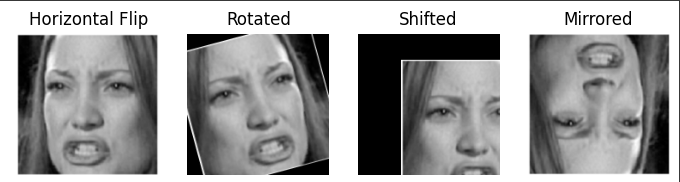 Horizontal Flip
Rotated
Shifted
Mirrored